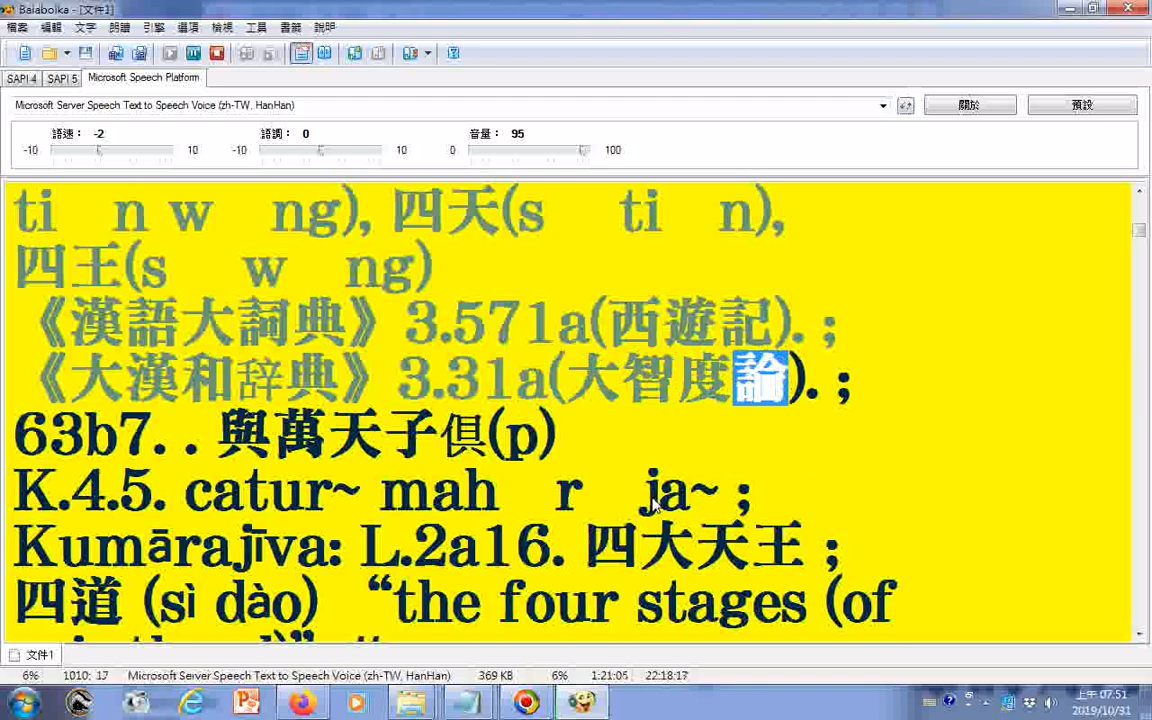 Balabolka - [文件1]
檔案 編輯 文字 朗讀 引擎 選項 檢視 工具 書籤 說明
SAPI 4 SAPI 5 Microsoft Speech Platform
Microsoft Server Speech Text to Speech Voice (zh-TW, HanHan) 關於 預設
語速： -2 語調： 0 音量： 95
-10 10 -10 10 0 100
ti n w ng), 四天(s ti n),
四王(s w ng)
《漢語大詞典》 3.571a(西遊記). ;
《大漢和辞典》 3.31a(大智度論). ;
63b7. . 與萬天子俱(p)
K.4.5. catur~ mah r ja~ ;
Kumārajīva: L.2a16. 四大天王 ;
四道 (sì dào) “the four stages (of
文件1
6% 1010: 17 Microsoft Server Speech Text to Speech Voice (zh-TW, HanHan) 369 KB 6% 1:21:05 22:18:17
上午 07:51
2019/10/31